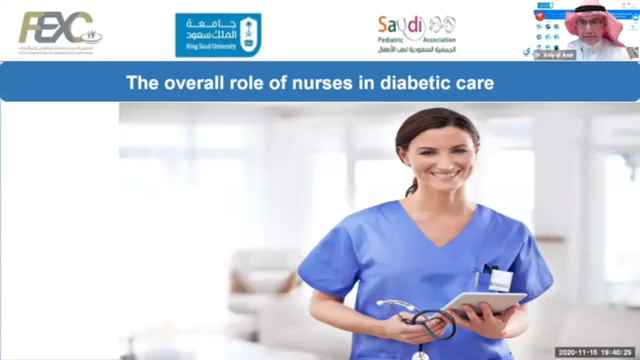 FEXC
جامعة
الملك سعود
King Saud University
Saudi
Pediatric Association
الجمعية السعودية لطب الأطفال
The overall role of nurses in diabetic care
2020-11-15 19:40:25